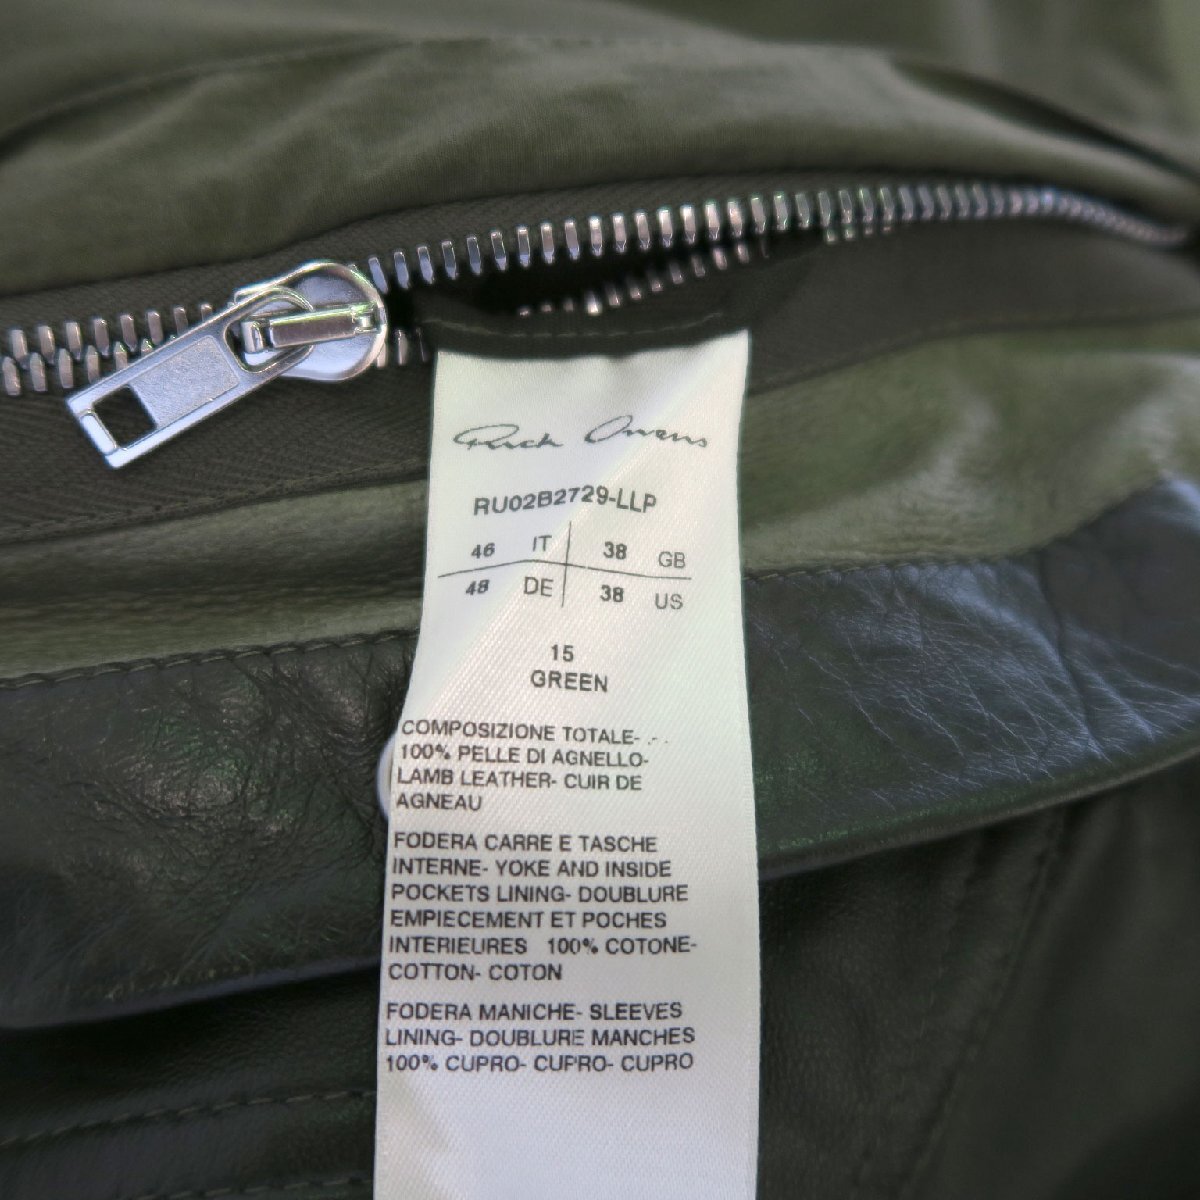 Rick Owens
RU02B2729-LLP
46 IT 38 GB
48 DE 38 US
15
GREEN
COMPOSIZIONE TOTALE-
100% PELLE DI AGNELLO-
LAMB LEATHER- CUIR DE
AGNEAU
FODERA CARRE E TASCHE
INTERNE- YOKE AND INSIDE
POCKETS LINING- DOUBLURE
EMPIECEMENT ET POCHES
INTERIEURES 100% COTONE-
COTTON- COTON
FODERA MANICHE- SLEEVES
LINING- DOUBLURE MANCHES
100% CUPRO- CUPRO- CUPRO